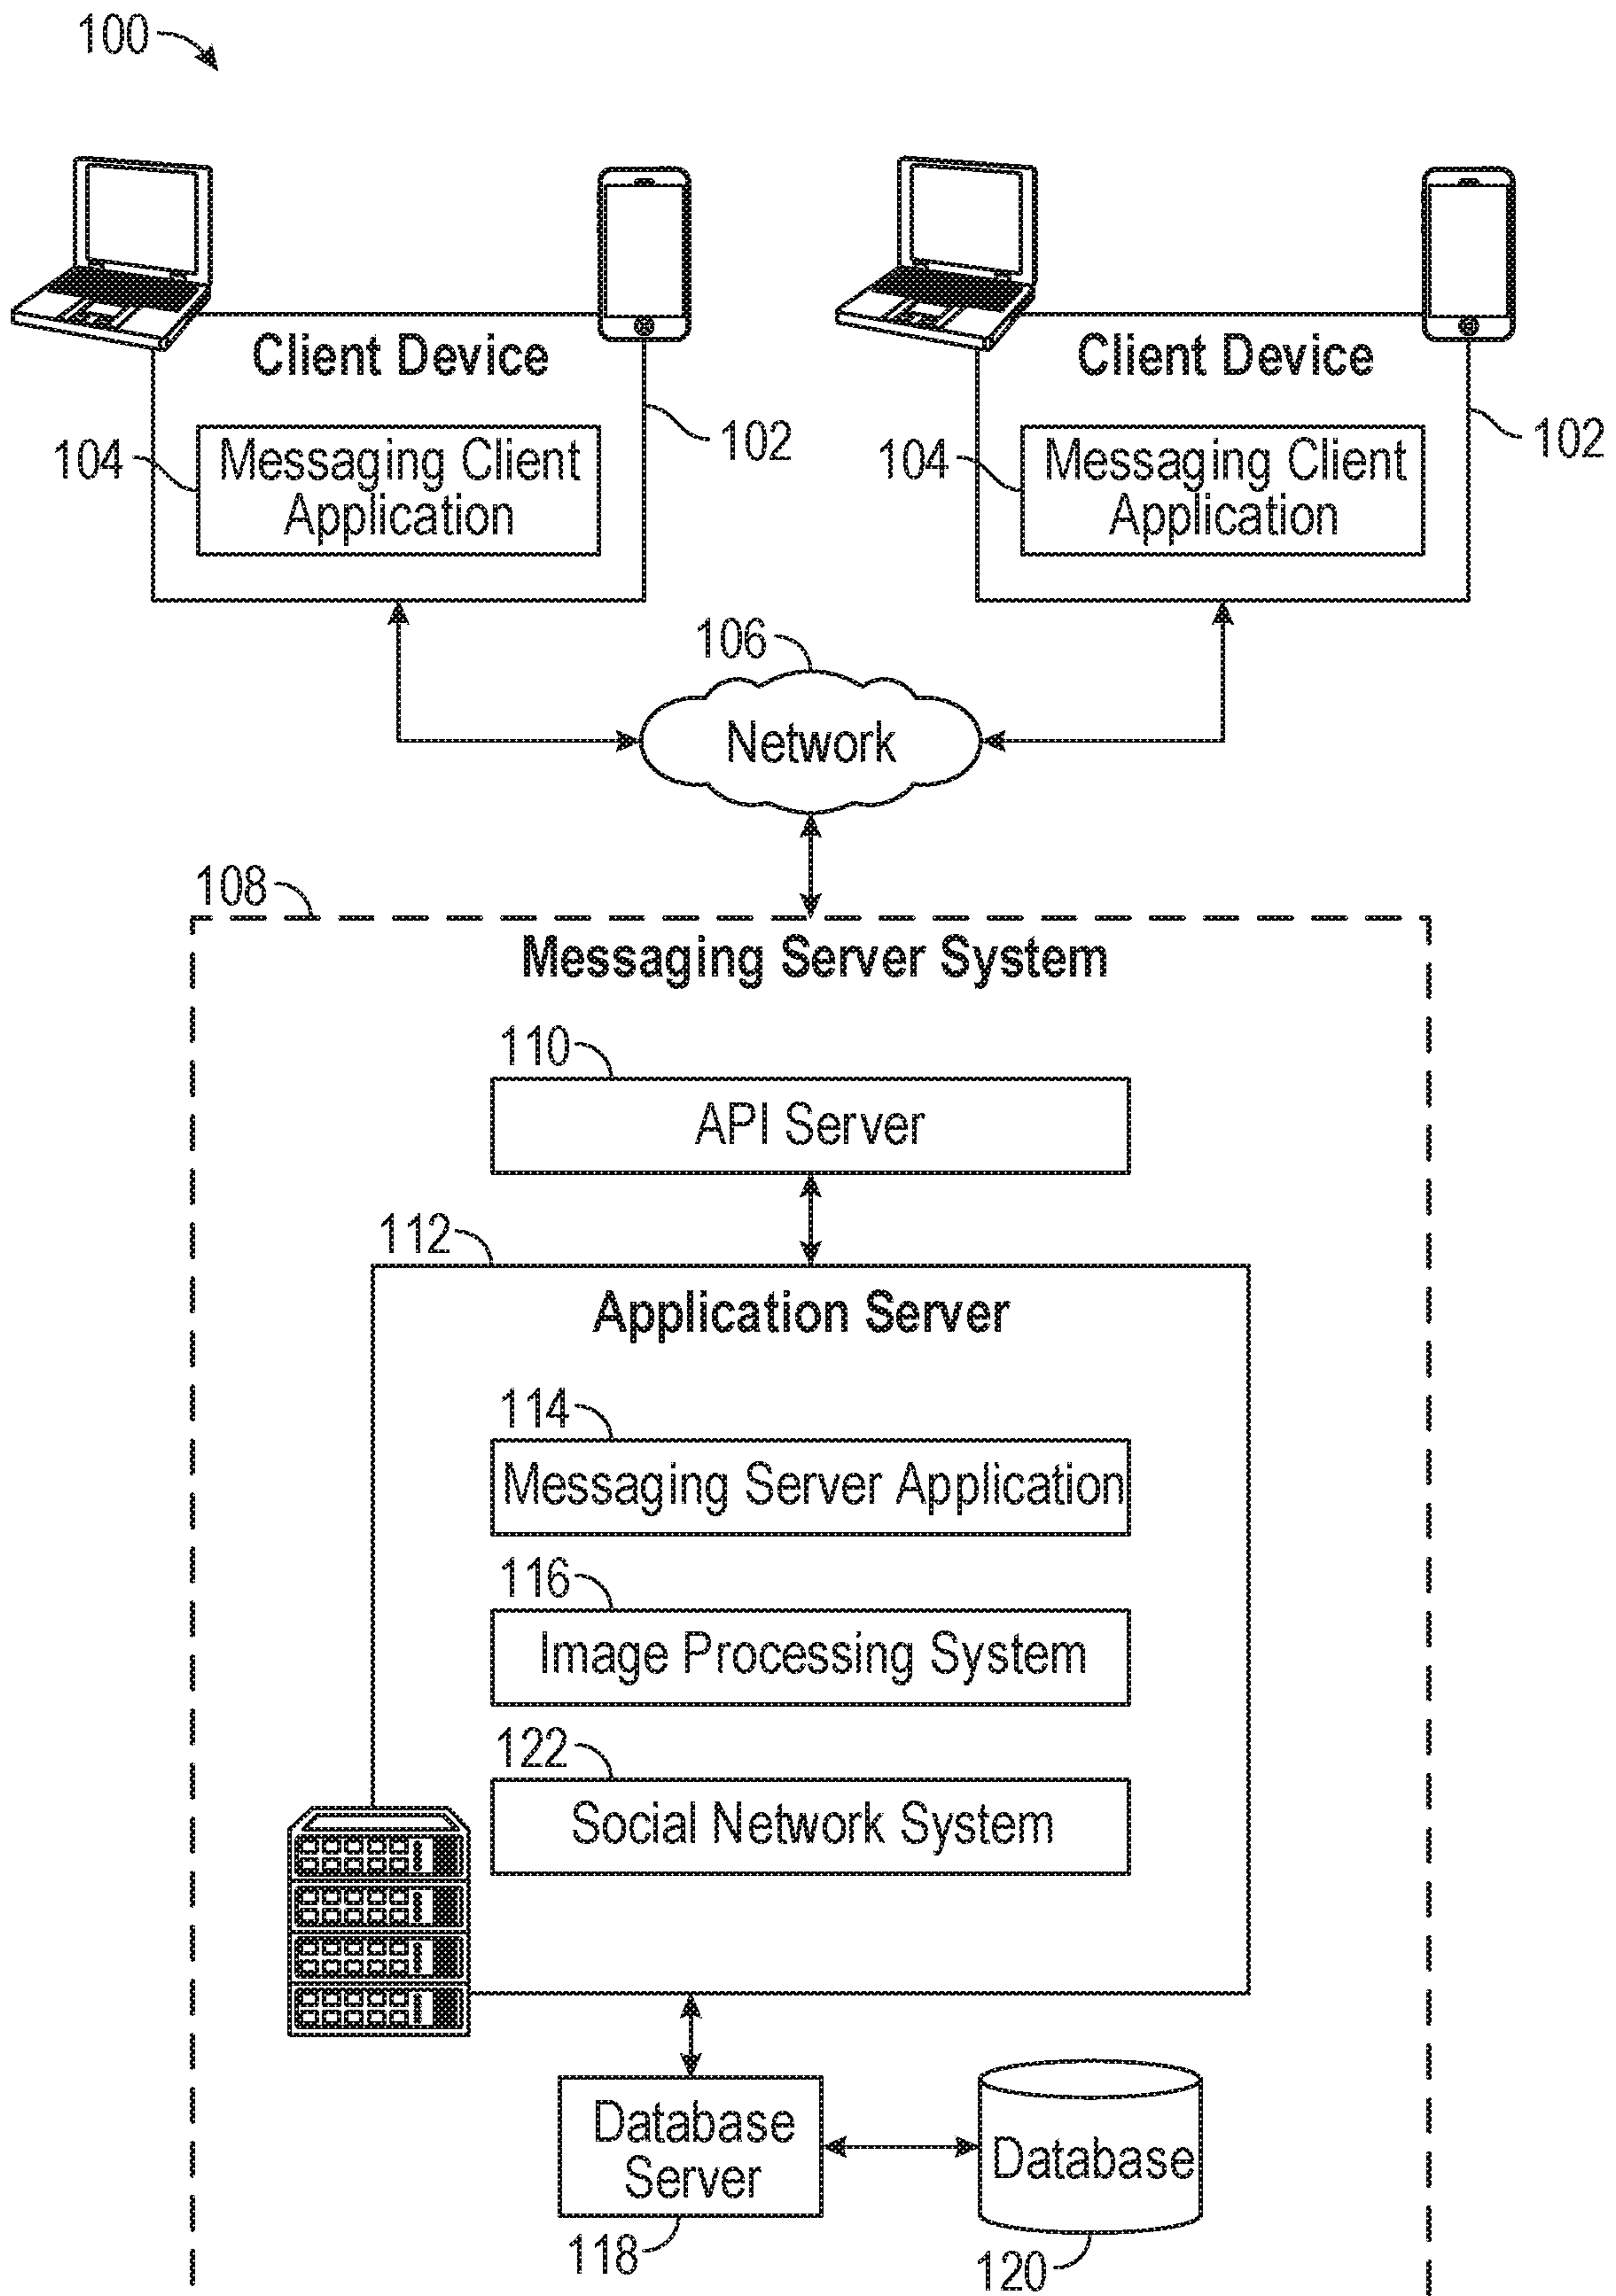 100
Client Device
Client Device
102
102
104
Messaging Client
Application
104
Messaging Client
Application
106
Network
108
Messaging Server System
110
API Server
112
Application Server
114
Messaging Server Application
116
Image Processing System
122
Social Network System
Database
Server
118
Database
120